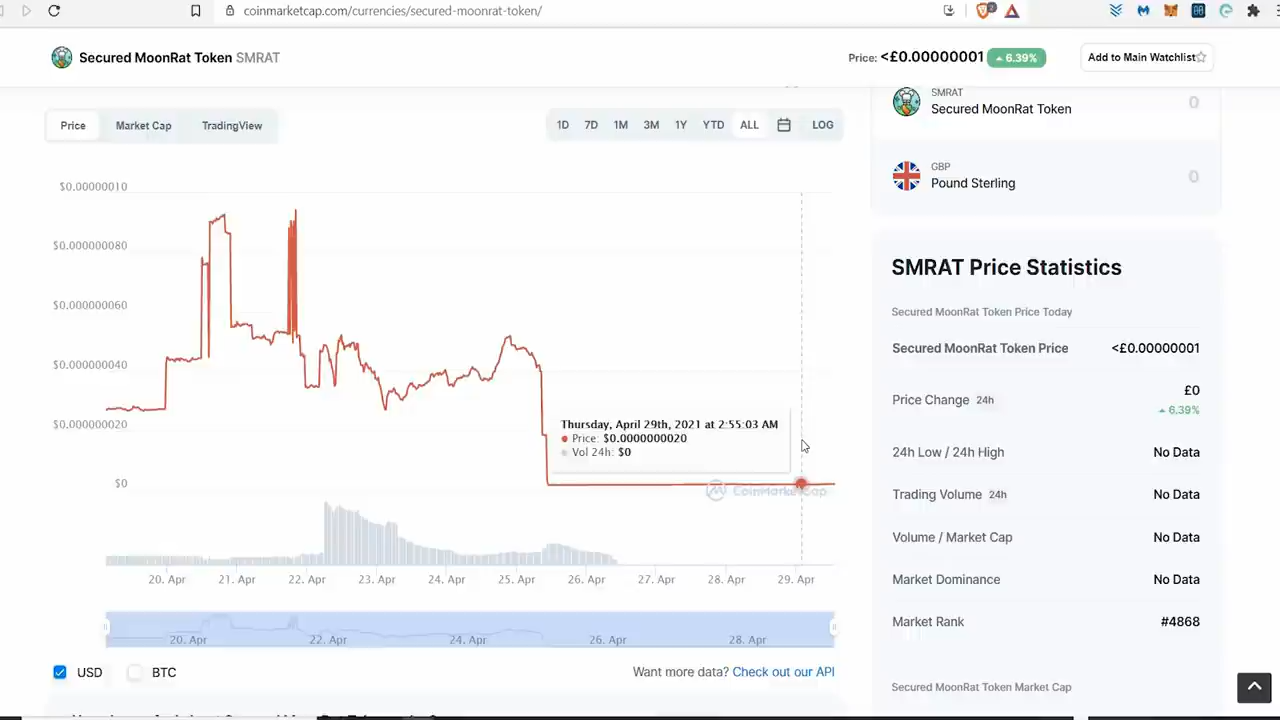 coinmarketcap.com/currencies/secured-moonrat-token/
Secured MoonRat Token SMRAT
Price: <£0.00000001 6.39%
Add to Main Watchlist
Price Market Cap TradingView
1D 7D 1M 3M 1Y YTD ALL LOG
SMRAT
Secured MoonRat Token 0
GBP
Pound Sterling 0
$0.00000010
$0.000000080
$0.000000060
$0.000000040
$0.000000020
$0
Thursday, April 29th, 2021 at 2:55:03 AM
Price: $0.0000000020
Vol 24h: $0
CoinMarketCap
20. Apr 21. Apr 22. Apr 23. Apr 24. Apr 25. Apr 26. Apr 27. Apr 28. Apr 29. Apr
20. Apr 22. Apr 24. Apr 26. Apr 28. Apr
USD BTC
Want more data? Check out our API
SMRAT Price Statistics
Secured MoonRat Token Price Today
Secured MoonRat Token Price <£0.00000001
Price Change 24h £0
6.39%
24h Low / 24h High No Data
Trading Volume 24h No Data
Volume / Market Cap No Data
Market Dominance No Data
Market Rank #4868
Secured MoonRat Token Market Cap